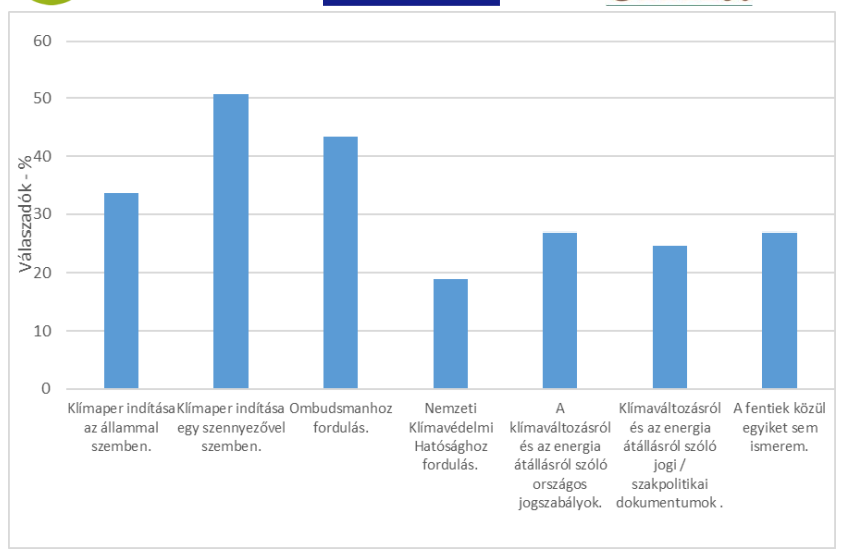 60
50
40
30
20
10
0
Válaszadók - %
Klímaper indítása
az állammal
szemben.
Klímaper indítása
egy szennyezővel
szemben.
Ombudsmanhoz
fordulás.
Nemzeti
Klímavédelmi
Hatósághoz
fordulás.
A
klímaváltozásról
és az energia
átállásról szóló
országos
jogszabályok.
Klímaváltozásról
és az energia
átállásról szóló
jogi /
szakpolitikai
dokumentumok .
A fentiek közül
egyiket sem
ismerem.